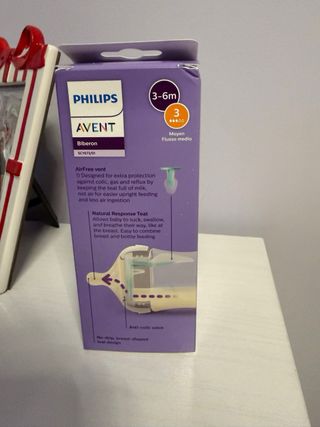 PHILIPS
AVENT
Biberon
3-6m
3
Moyen
Flusso medio
AirFree vent
Designed for extra protection
against colic, gas and reflux by
keeping the teat full of milk,
not air for easier upright feeding
and less air ingestion
Natural Response Teat
Allows baby to suck, swallow,
and breathe their way, like at
the breast. Easy to combine
breast and bottle feeding
Anti-colic valve
No-drip, breast-shaped
teat design